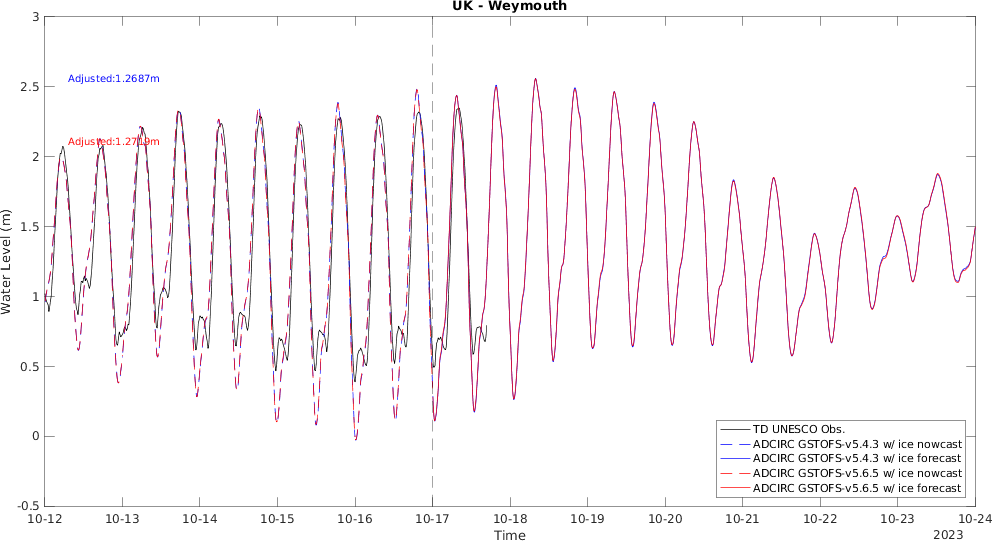 UK - Weymouth
3
2.5
2
1.5
1
0.5
0
-0.5
Water Level (m)
Adjusted:1.2687m
Adjusted:1.2719m
TD UNESCO Obs.
ADCIRC GSTOFS-v5.4.3 w/ ice nowcast
ADCIRC GSTOFS-v5.4.3 w/ ice forecast
ADCIRC GSTOFS-v5.6.5 w/ ice nowcast
ADCIRC GSTOFS-v5.6.5 w/ ice forecast
10-12 10-13 10-14 10-15 10-16 10-17 10-18 10-19 10-20 10-21 10-22 10-23 10-24
Time
2023